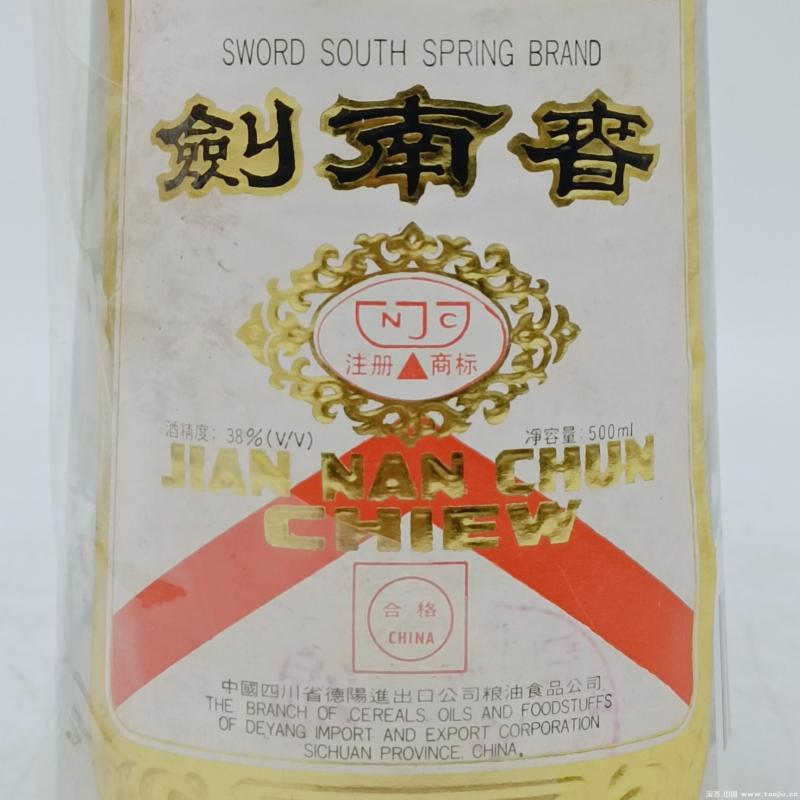 SWORD SOUTH SPRING BRAND
劍南春
NJC
注册▲商标
酒精度: 38%(V/V)
净容量: 500ml
JIAN NAN CHUN
CHIEW
合格
CHINA
中國四川省德陽進出口公司粮油食品公司
THE BRANCH OF CEREALS. OILS AND FOODSTUFFS
OF DEYANG IMPORT AND EXPORT CORPORATION
SICHUAN PROVINCE. CHINA.
www.taojiu.cn